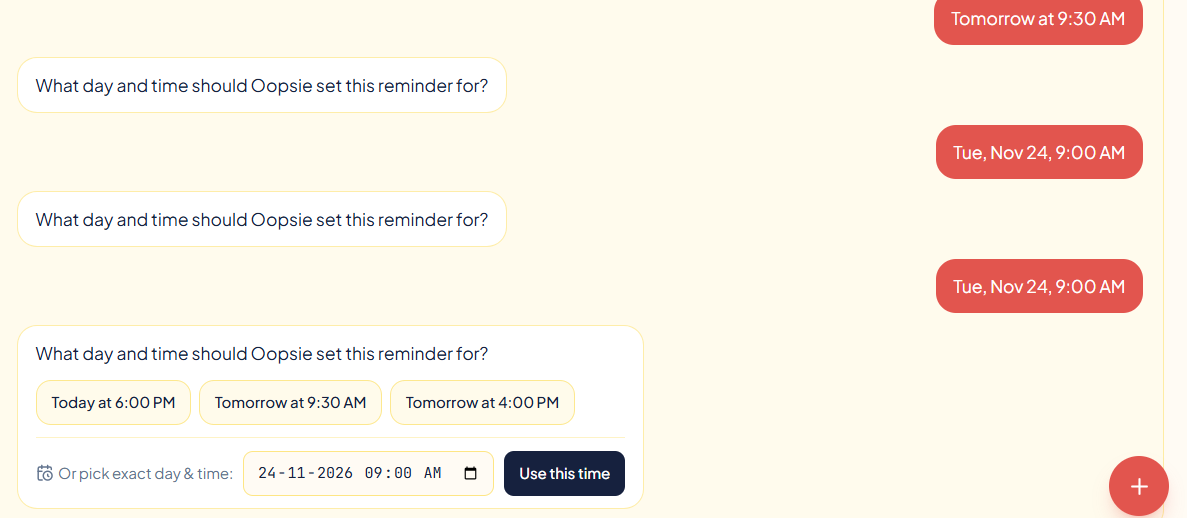 Tomorrow at 9:30 AM
What day and time should Oopsie set this reminder for?
Tue, Nov 24, 9:00 AM
What day and time should Oopsie set this reminder for?
Tue, Nov 24, 9:00 AM
What day and time should Oopsie set this reminder for?
Today at 6:00 PM Tomorrow at 9:30 AM Tomorrow at 4:00 PM
Or pick exact day & time: 24-11-2026 09:00 AM Use this time
+